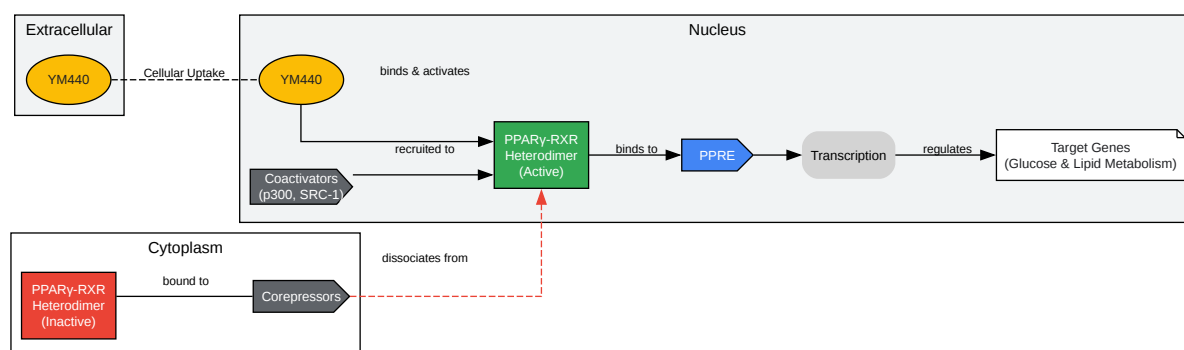 Extracellular
YM440
Cellular Uptake
Nucleus
YM440
binds & activates
recruited to
Coactivators
(p300, SRC-1)
PPARγ-RXR
Heterodimer
(Active)
binds to
PPRE
Transcription
regulates
Target Genes
(Glucose & Lipid Metabolism)
Cytoplasm
PPARγ-RXR
Heterodimer
(Inactive)
bound to
Corepressors
dissociates from